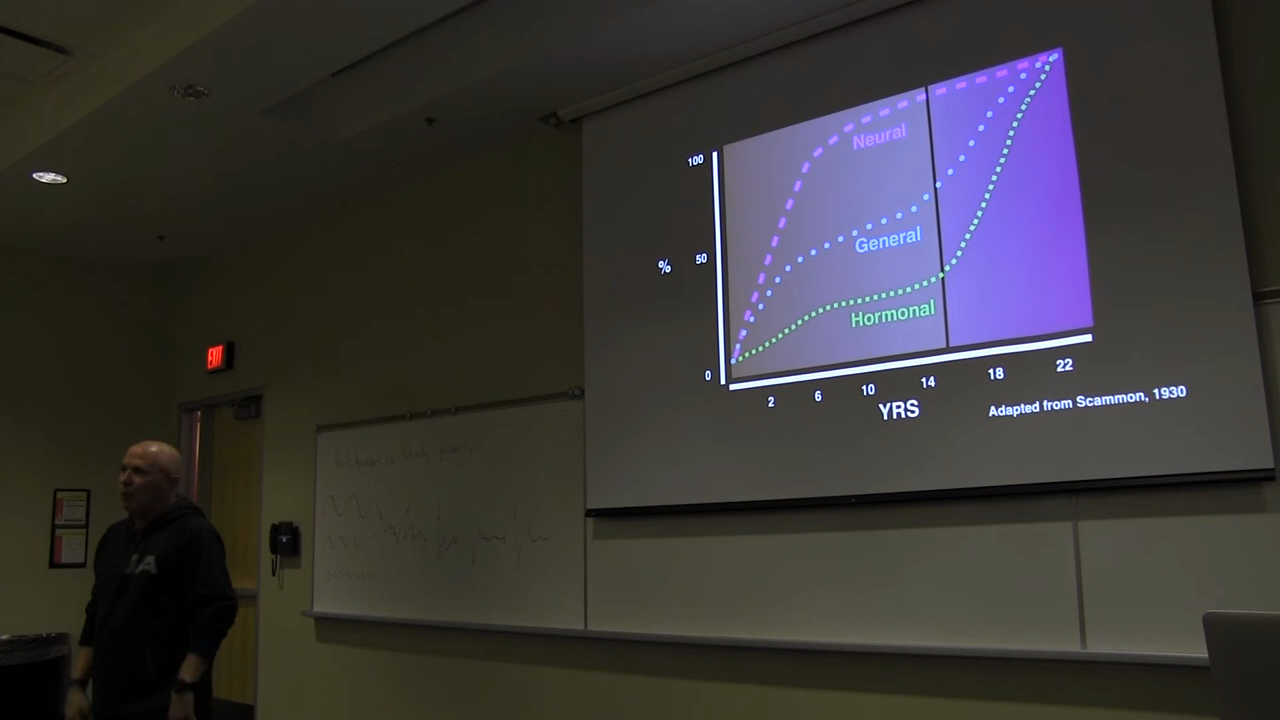 100
Neural
%
50
General
Hormonal
0
2 6 10 14 18 22
YRS
Adapted from Scammon, 1930
EXIT